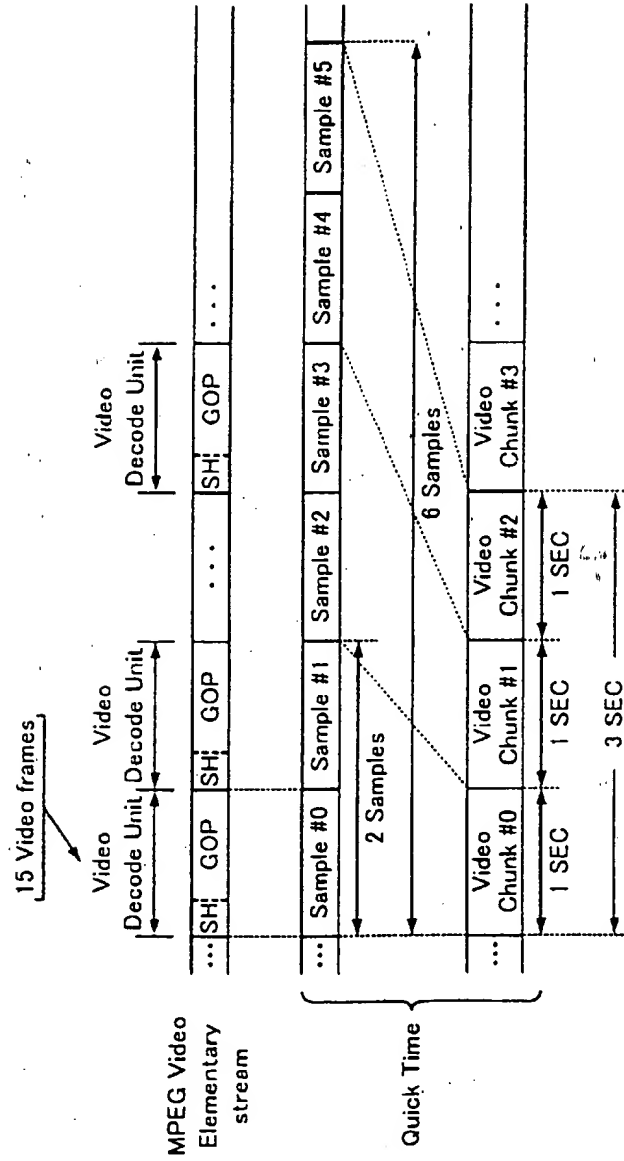 15 Video frames
Video
Decode Unit
Video
Decode Unit
Video
Decode Unit
MPEG Video
Elementary
stream
... SH GOP SH GOP ... SH GOP ...
... Sample #0 Sample #1 Sample #2 Sample #3 Sample #4 Sample #5
2 Samples
6 Samples
Quick Time
... Video Chunk #0 Video Chunk #1 Video Chunk #2 Video Chunk #3 ...
1 SEC 1 SEC 1 SEC
3 SEC